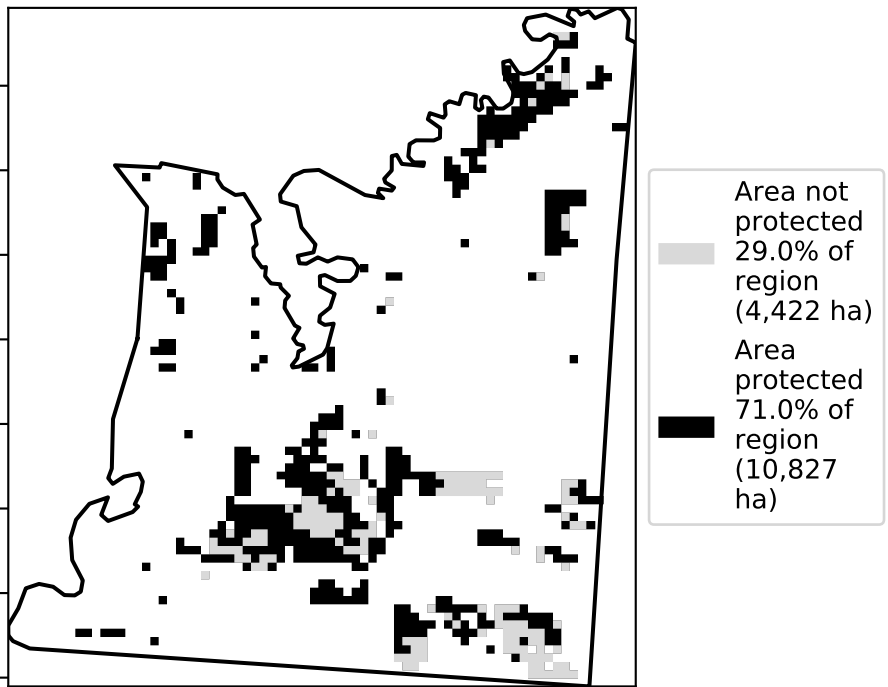 Area not
protected
29.0% of
region
(4,422 ha)
Area
protected
71.0% of
region
(10,827
ha)